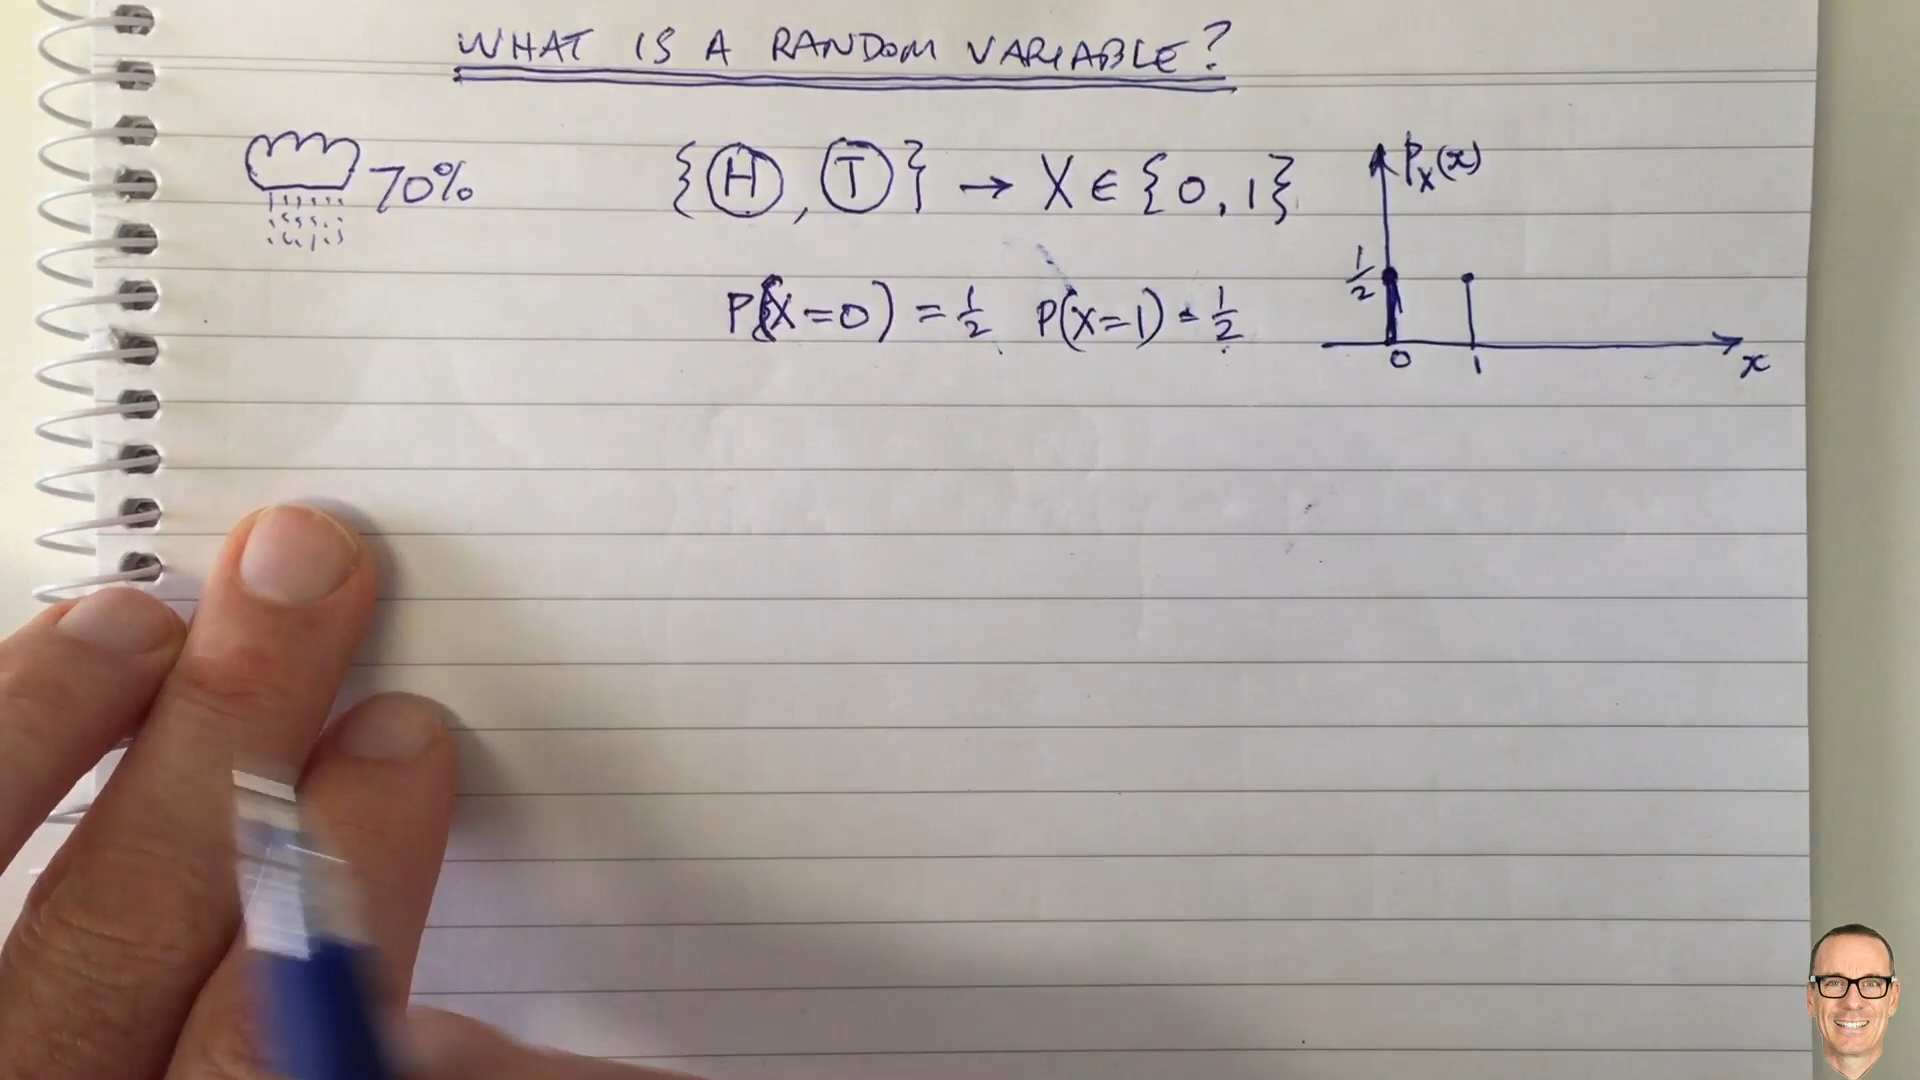 WHAT IS A RANDOM VARIABLE?
70%
{H, T} → X ∈ {0, 1}
P(X=0) = 1/2 P(X=1) = 1/2
Pₓ(x)
1/2
0 1 x